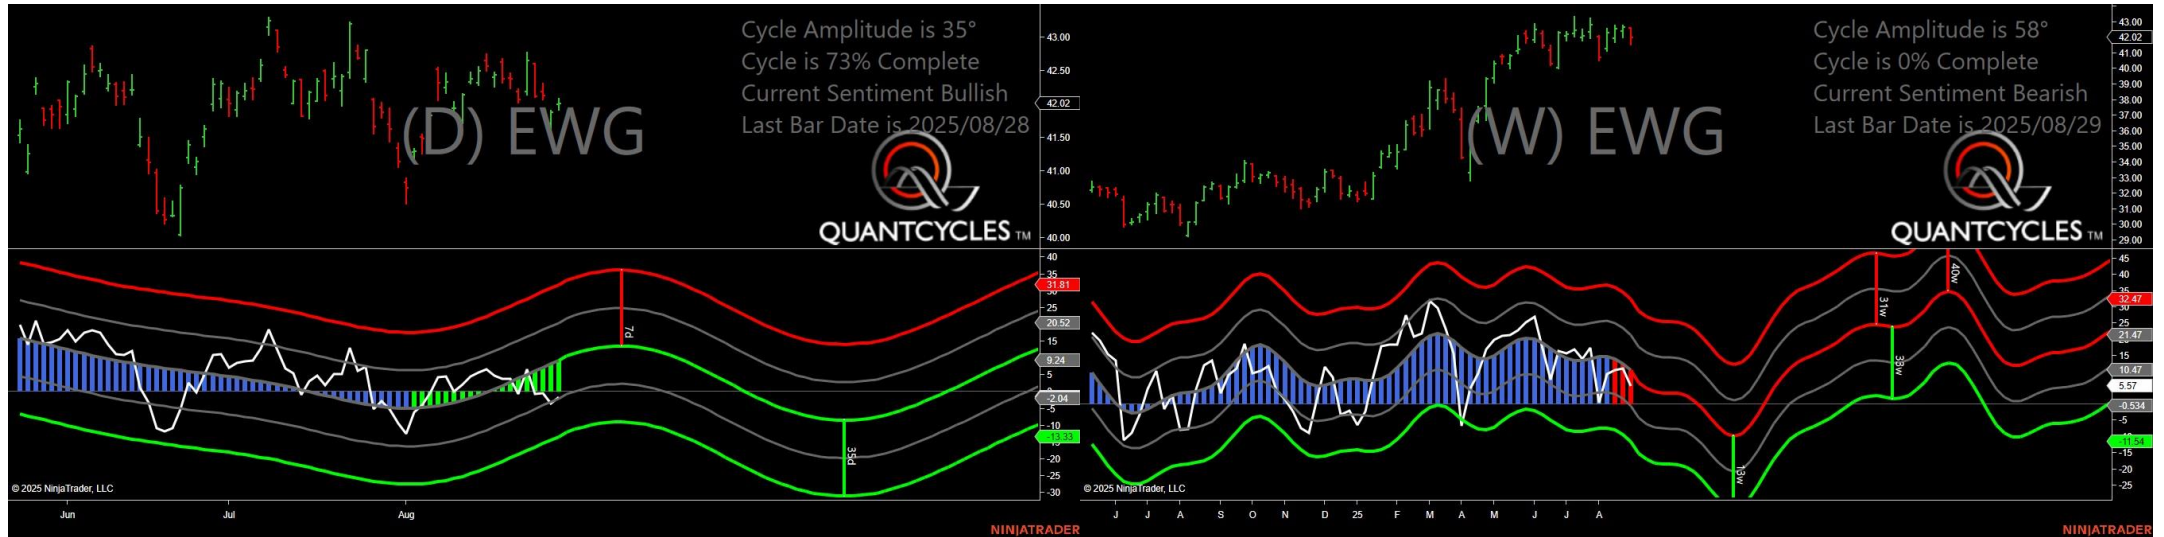 Cycle Amplitude is 35°
Cycle is 73% Complete
Current Sentiment Bullish
Last Bar Date is 2025/08/28
(D) EWG
QUANTCYCLES TM
43.00
42.50
42.02
41.50
41.00
40.50
40.00
40
35
31.81
25
20.52
15
9.24
5
0
-2.04
-5
-10
-13.33
-20
-25
-30
7d
35d
© 2025 NinjaTrader, LLC
Jun Jul Aug
NINJATRADER
Cycle Amplitude is 58°
Cycle is 0% Complete
Current Sentiment Bearish
Last Bar Date is 2025/08/29
(W) EWG
QUANTCYCLES TM
43.00
42.02
41.00
40.00
39.00
38.00
37.00
36.00
35.00
34.00
33.00
32.00
31.00
30.00
29.00
45
40
32.47
25
21.47
15
10.47
5.57
-0.534
-5
-11.54
-15
-20
-25
31w
40w
33w
13w
© 2025 NinjaTrader, LLC
J J A S O N D 25 F M A M J J A
NINJATRADER